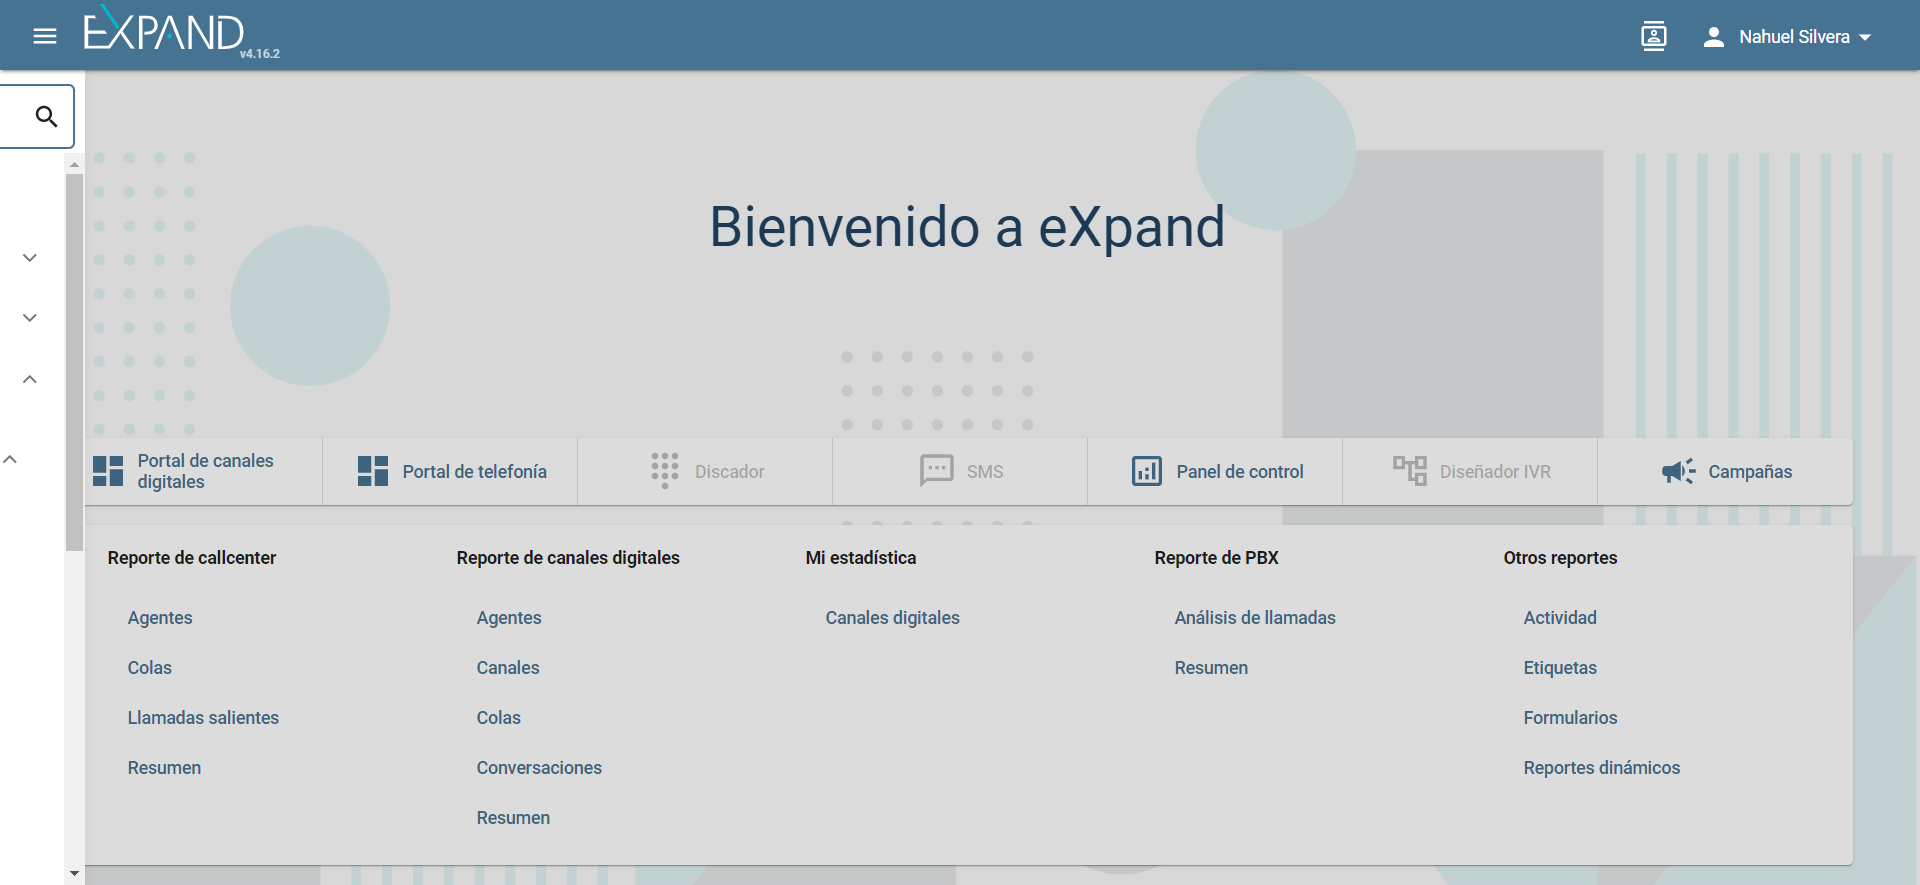 EXPAND
v4.16.2
Nahuel Silvera
Bienvenido a eXpand
Portal de canales
digitales
Portal de telefonía
Discador
SMS
Panel de control
Diseñador IVR
Campañas
Reporte de callcenter
Agentes
Colas
Llamadas salientes
Resumen
Reporte de canales digitales
Agentes
Canales
Colas
Conversaciones
Resumen
Mi estadística
Canales digitales
Reporte de PBX
Análisis de llamadas
Resumen
Otros reportes
Actividad
Etiquetas
Formularios
Reportes dinámicos